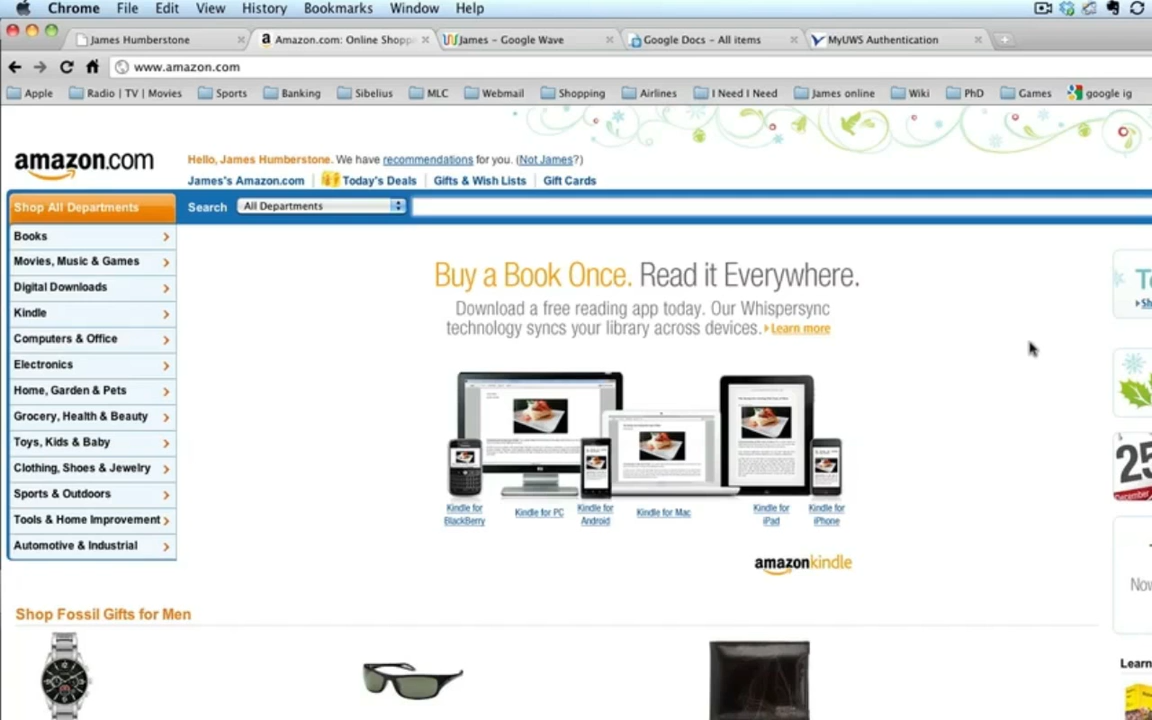 Chrome File Edit View History Bookmarks Window Help
James Humberstone
Amazon.com: Online Shopp
James – Google Wave
Google Docs – All items
MyUWS Authentication
www.amazon.com
Apple Radio | TV | Movies Sports Banking Sibelius MLC Webmail Shopping Airlines I Need I Need James online Wiki PhD Games google ig
amazon.com
Hello, James Humberstone. We have recommendations for you. (Not James?)
James's Amazon.com Today's Deals Gifts & Wish Lists Gift Cards
Shop All Departments
Search All Departments
Books
Movies, Music & Games
Digital Downloads
Kindle
Computers & Office
Electronics
Home, Garden & Pets
Grocery, Health & Beauty
Toys, Kids & Baby
Clothing, Shoes & Jewelry
Sports & Outdoors
Tools & Home Improvement
Automotive & Industrial
Buy a Book Once. Read it Everywhere.
Download a free reading app today. Our Whispersync
technology syncs your library across devices. Learn more
Kindle for
BlackBerry
Kindle for PC
Kindle for
Android
Kindle for Mac
Kindle for
iPad
Kindle for
iPhone
amazonkindle
25
December
Shop Fossil Gifts for Men
Learn